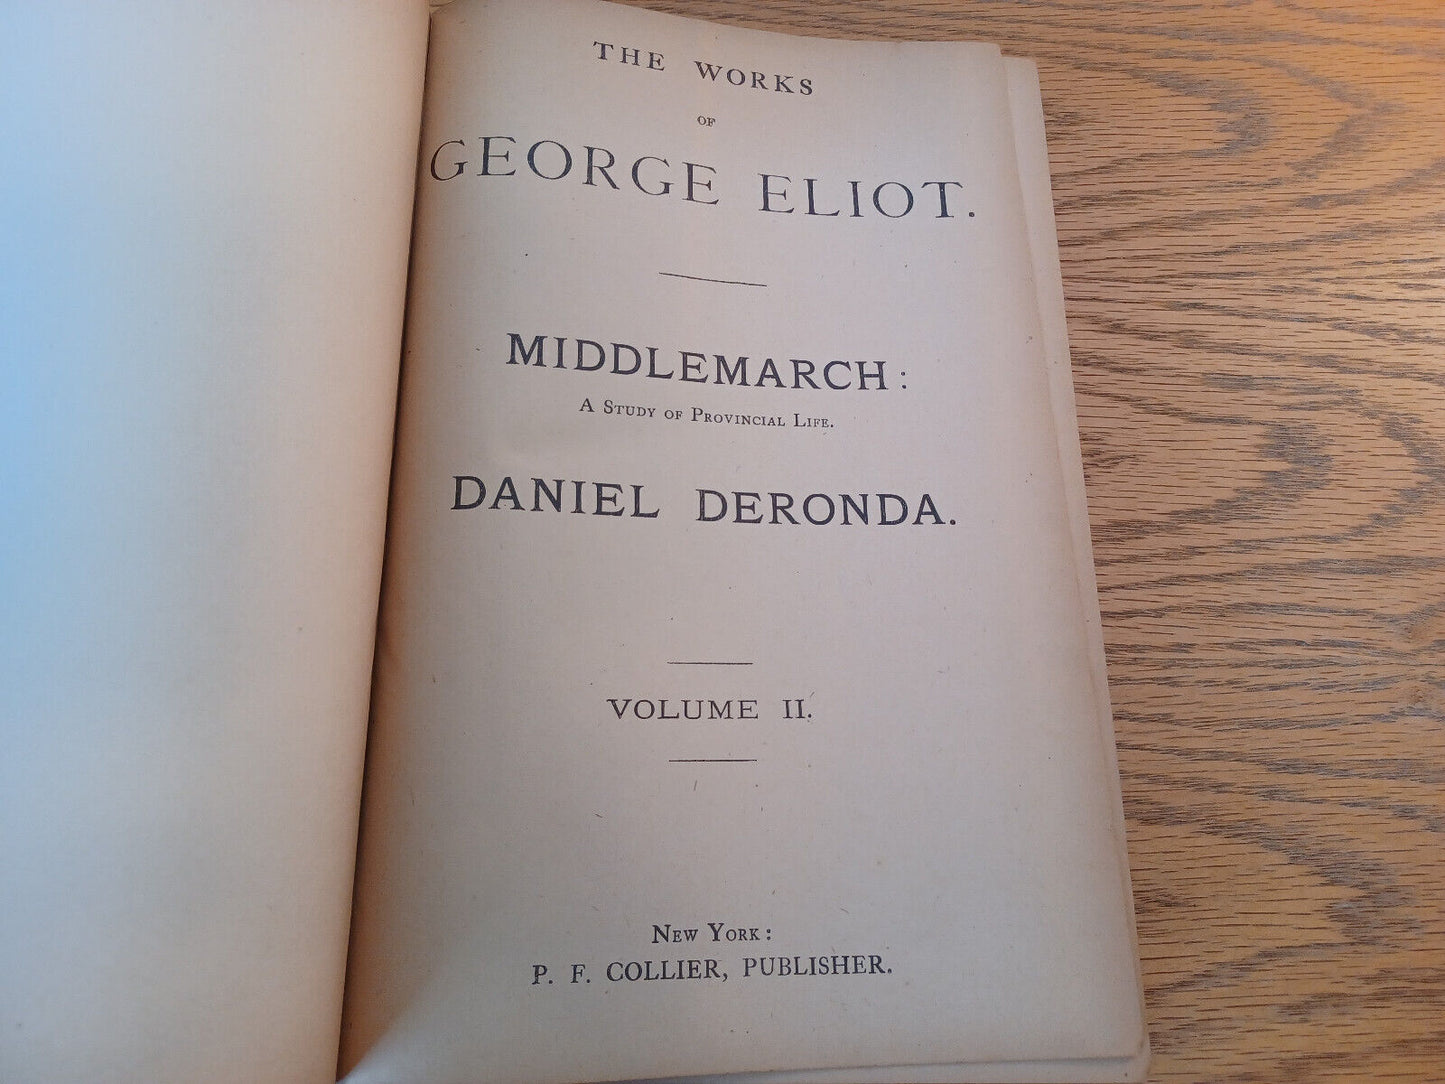 THE WORKS
OF
GEORGE ELIOT.
MIDDLEMARCH:
A STUDY OF PROVINCIAL LIFE.
DANIEL DERONDA.
VOLUME II.
NEW YORK:
P. F. COLLIER, PUBLISHER.